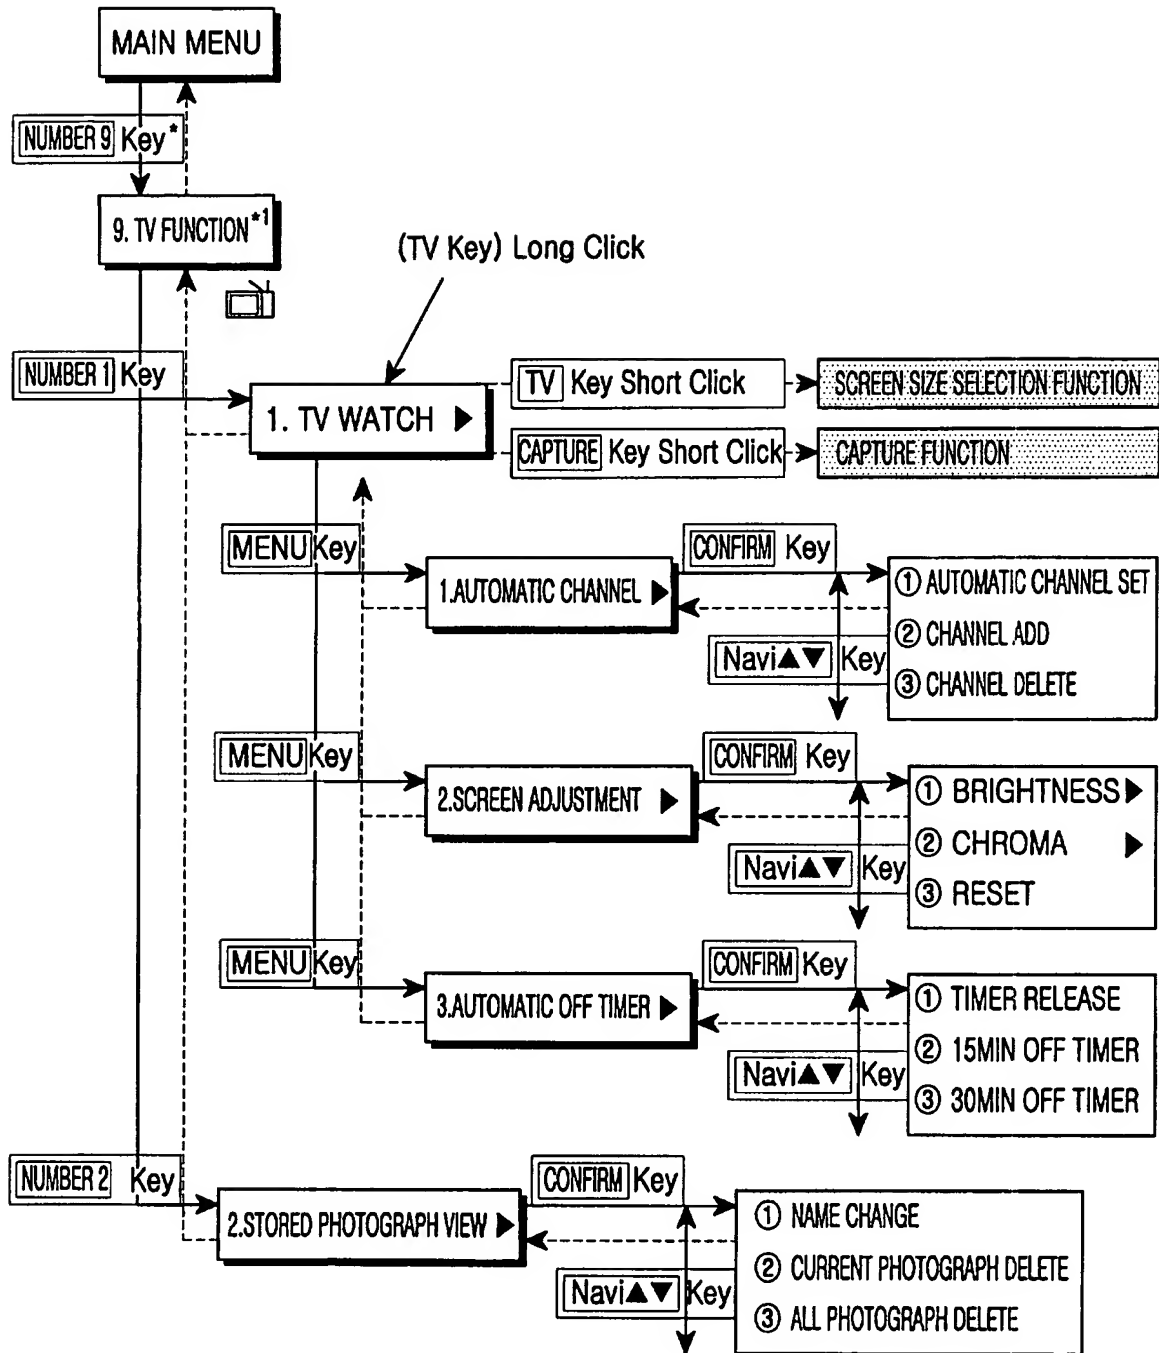 MAIN MENU
NUMBER 9 Key*
9. TV FUNCTION*1
(TV Key) Long Click
NUMBER 1 Key
1. TV WATCH ▶
TV Key Short Click
SCREEN SIZE SELECTION FUNCTION
CAPTURE Key Short Click
CAPTURE FUNCTION
MENU Key
1.AUTOMATIC CHANNEL ▶
CONFIRM Key
Navi▲▼ Key
① AUTOMATIC CHANNEL SET
② CHANNEL ADD
③ CHANNEL DELETE
MENU Key
2.SCREEN ADJUSTMENT ▶
CONFIRM Key
Navi▲▼ Key
① BRIGHTNESS▶
② CHROMA ▶
③ RESET
MENU Key
3.AUTOMATIC OFF TIMER ▶
CONFIRM Key
Navi▲▼ Key
① TIMER RELEASE
② 15MIN OFF TIMER
③ 30MIN OFF TIMER
NUMBER 2 Key
2.STORED PHOTOGRAPH VIEW ▶
CONFIRM Key
Navi▲▼ Key
① NAME CHANGE
② CURRENT PHOTOGRAPH DELETE
③ ALL PHOTOGRAPH DELETE